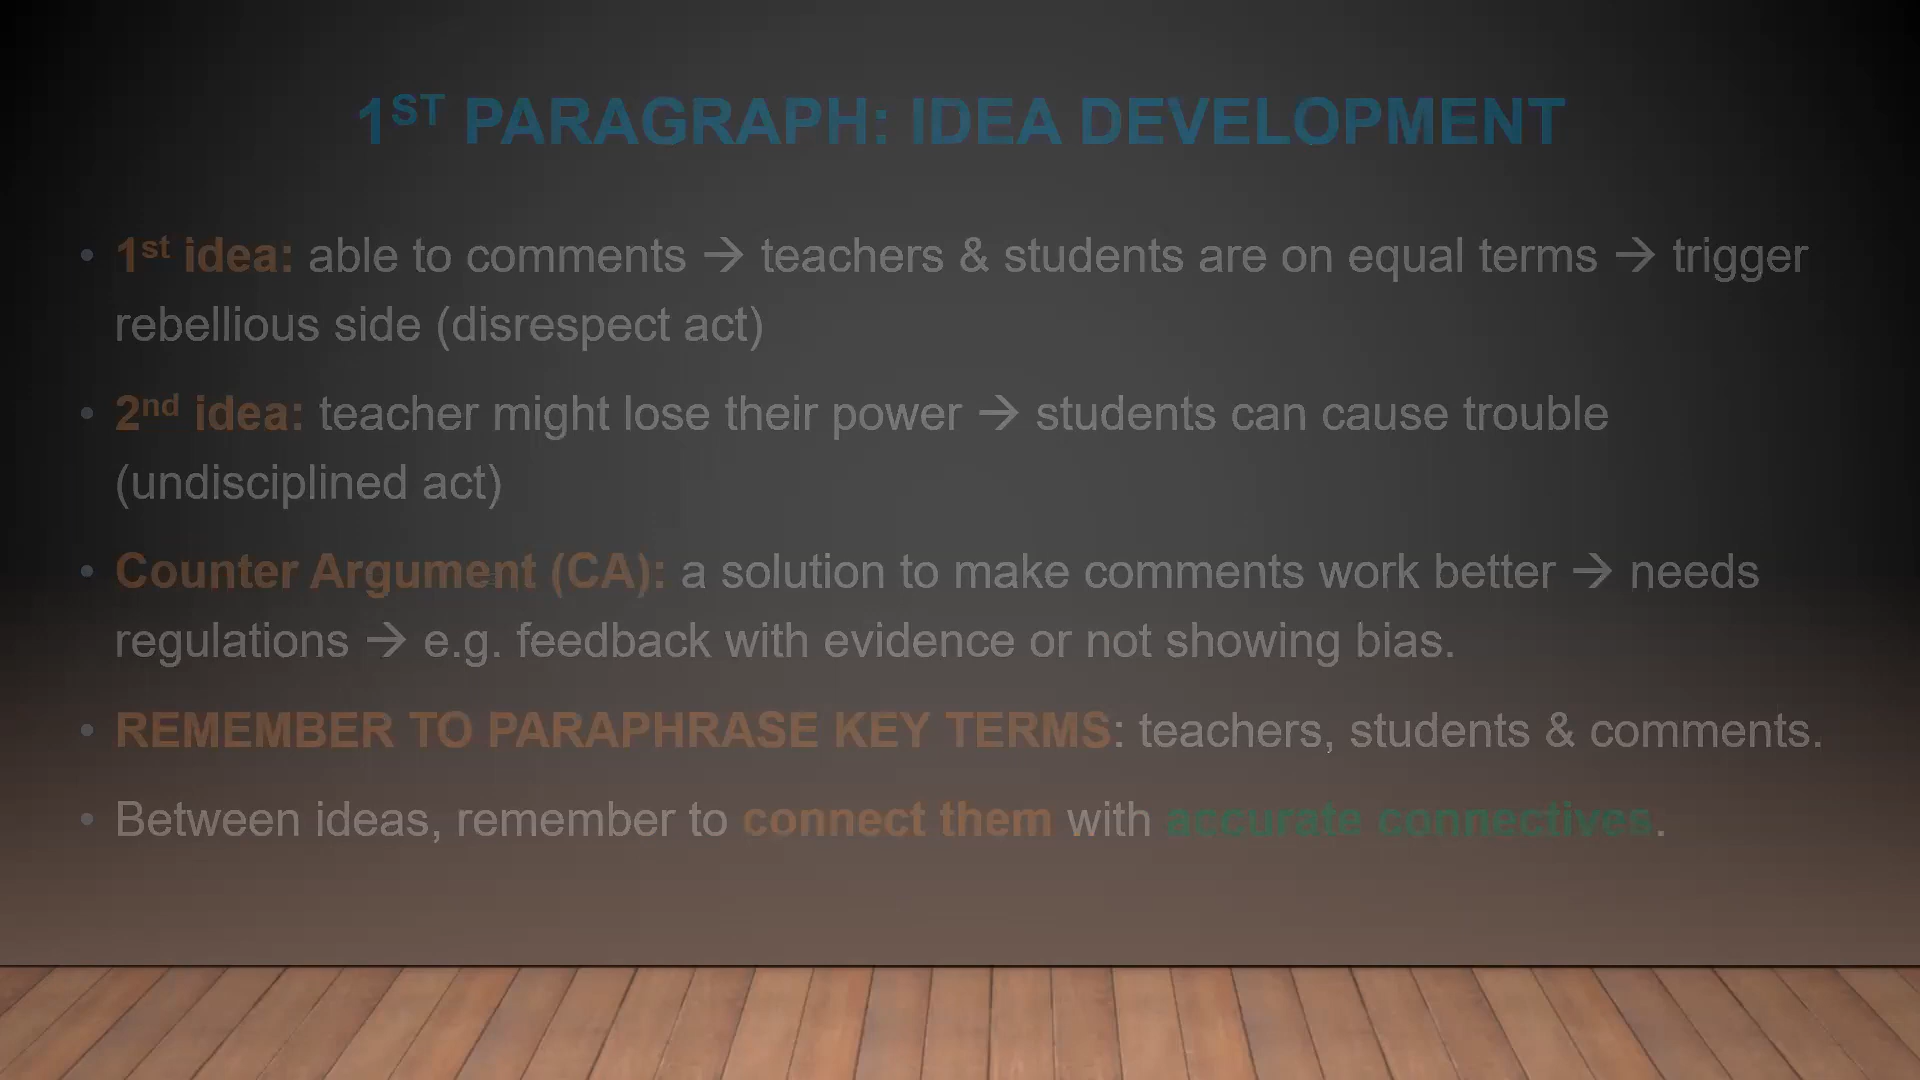 1ST PARAGRAPH: IDEA DEVELOPMENT
• 1st idea: able to comments → teachers & students are on equal terms → trigger
rebellious side (disrespect act)
• 2nd idea: teacher might lose their power → students can cause trouble
(undisciplined act)
• Counter Argument (CA): a solution to make comments work better → needs
regulations → e.g. feedback with evidence or not showing bias.
• REMEMBER TO PARAPHRASE KEY TERMS: teachers, students & comments.
• Between ideas, remember to connect them with accurate connectives.